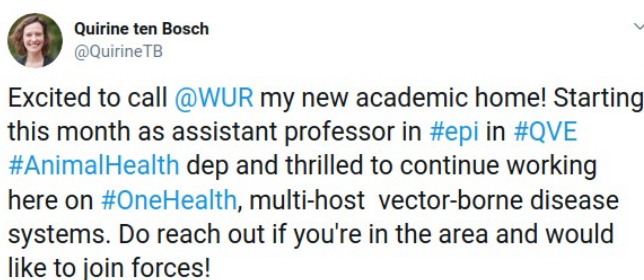 Quirine ten Bosch
@QuirineTB
Excited to call @WUR my new academic home! Starting
this month as assistant professor in #epi in #QVE
#AnimalHealth dep and thrilled to continue working
here on #OneHealth, multi-host  vector-borne disease
systems. Do reach out if you're in the area and would
like to join forces!